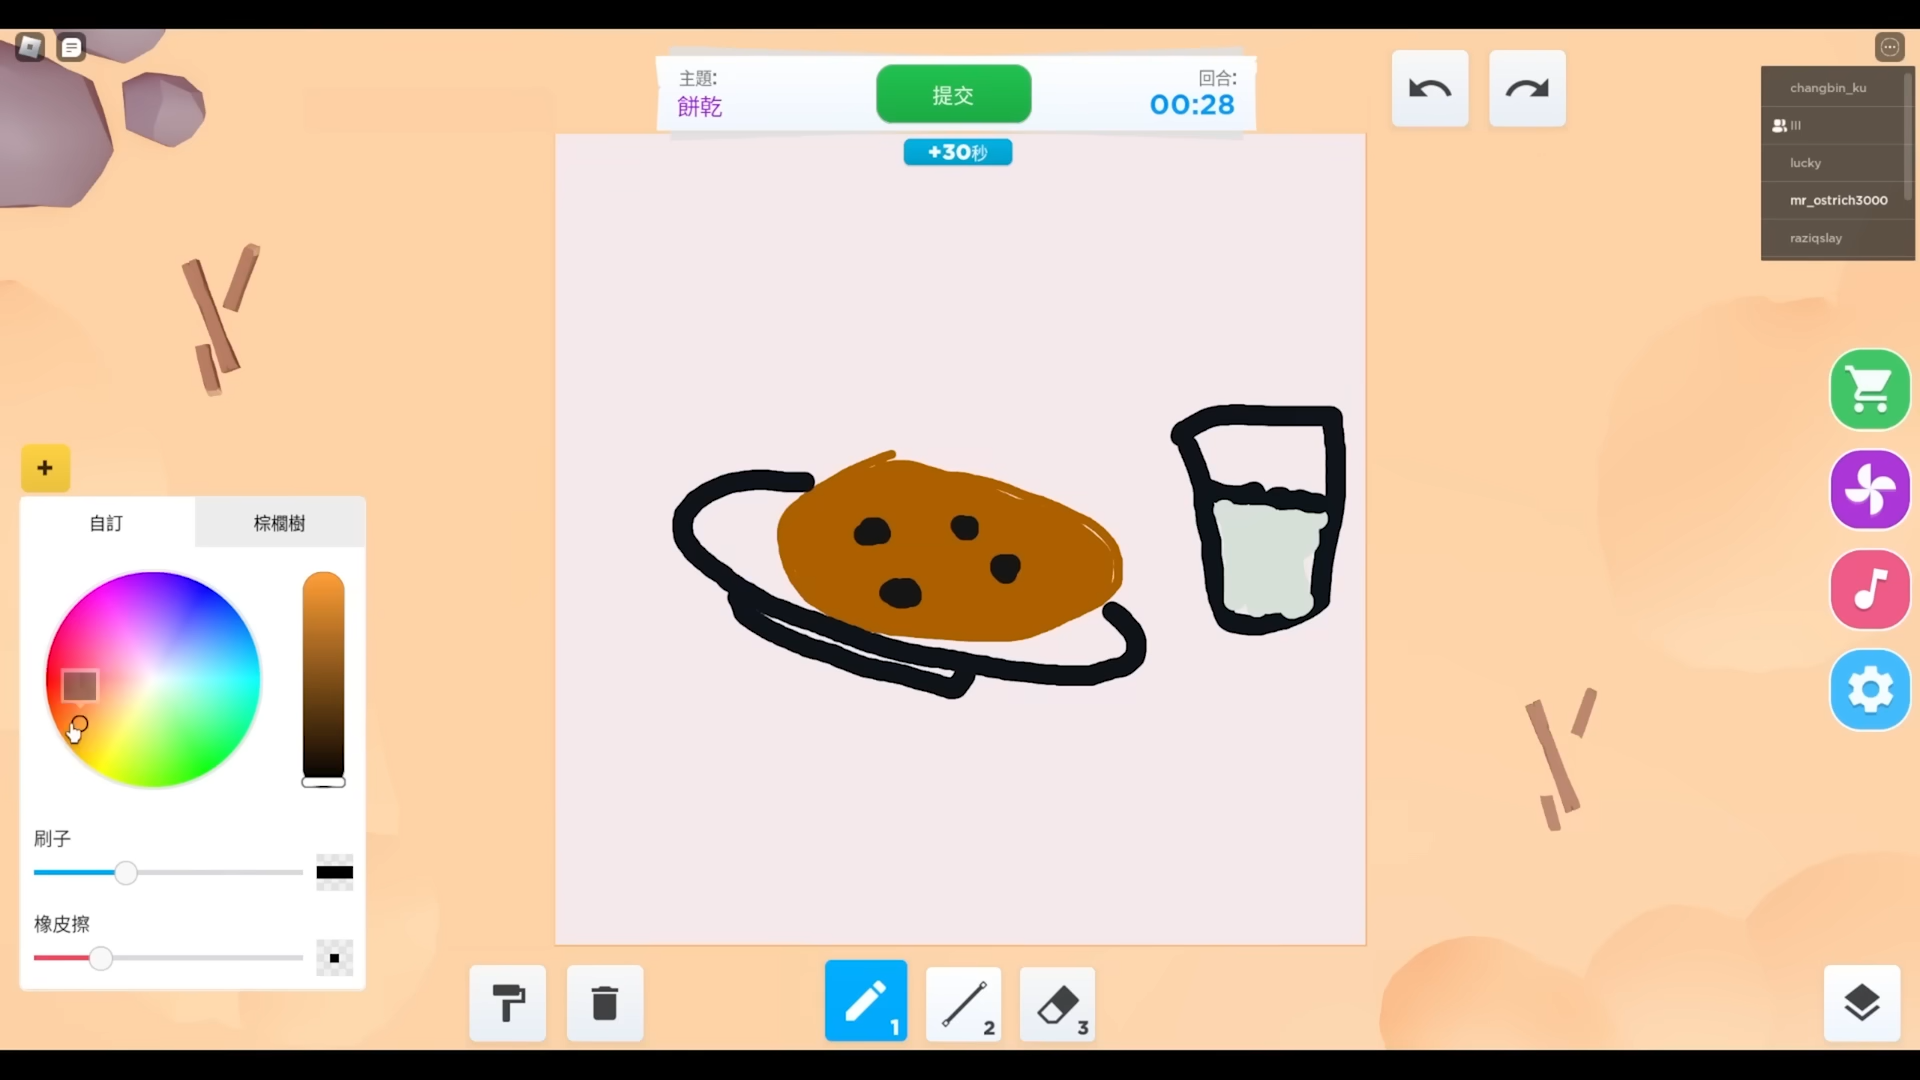 主題:
餅乾
提交
回合:
00:28
+30秒
changbin_ku
III
lucky
mr_ostrich3000
raziqslay
+
自訂
棕櫚樹
刷子
橡皮擦
1
2
3